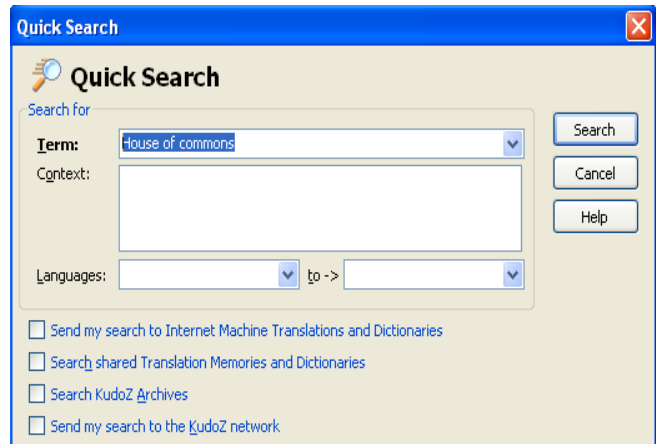 Quick Search
Quick Search
Search for
Term: House of commons
Search
Context:
Cancel
Help
Languages: to ->
Send my search to Internet Machine Translations and Dictionaries
Search shared Translation Memories and Dictionaries
Search KudoZ Archives
Send my search to the KudoZ network